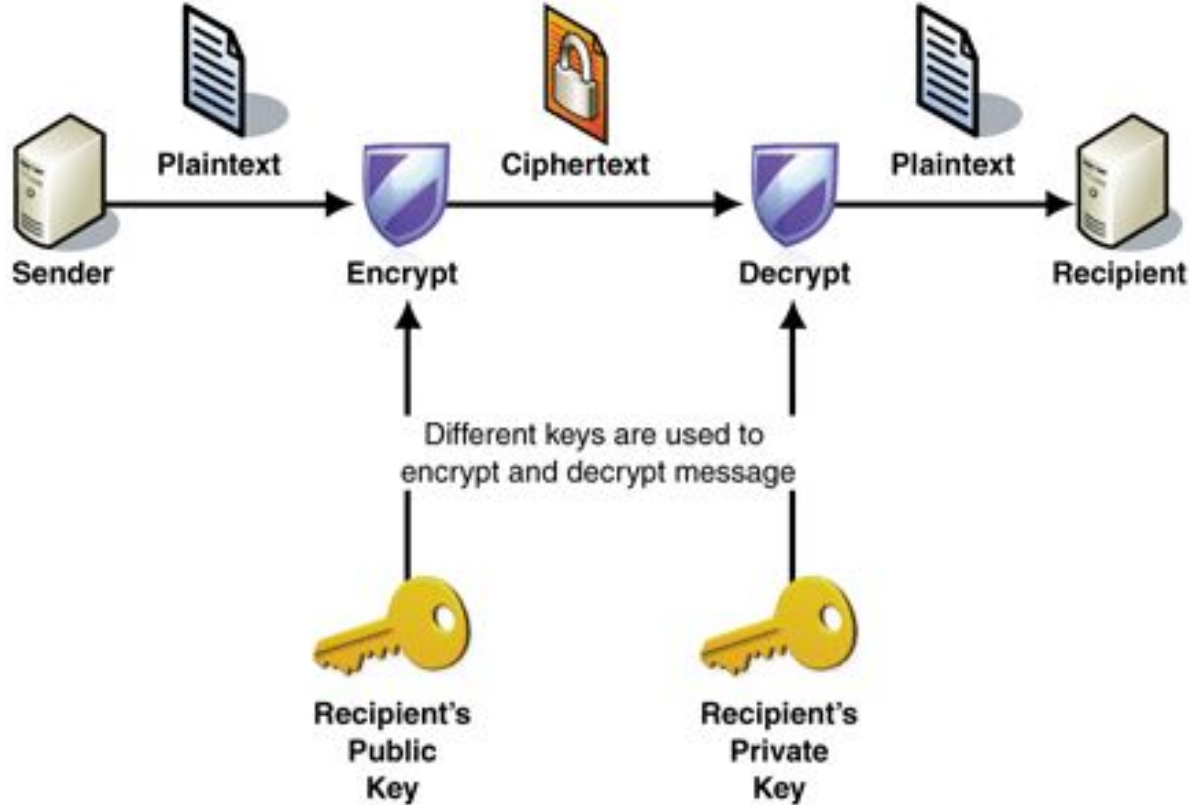 Plaintext
Ciphertext
Plaintext
Sender
Encrypt
Decrypt
Recipient
Different keys are used to
encrypt and decrypt message
Recipient's
Public
Key
Recipient's
Private
Key